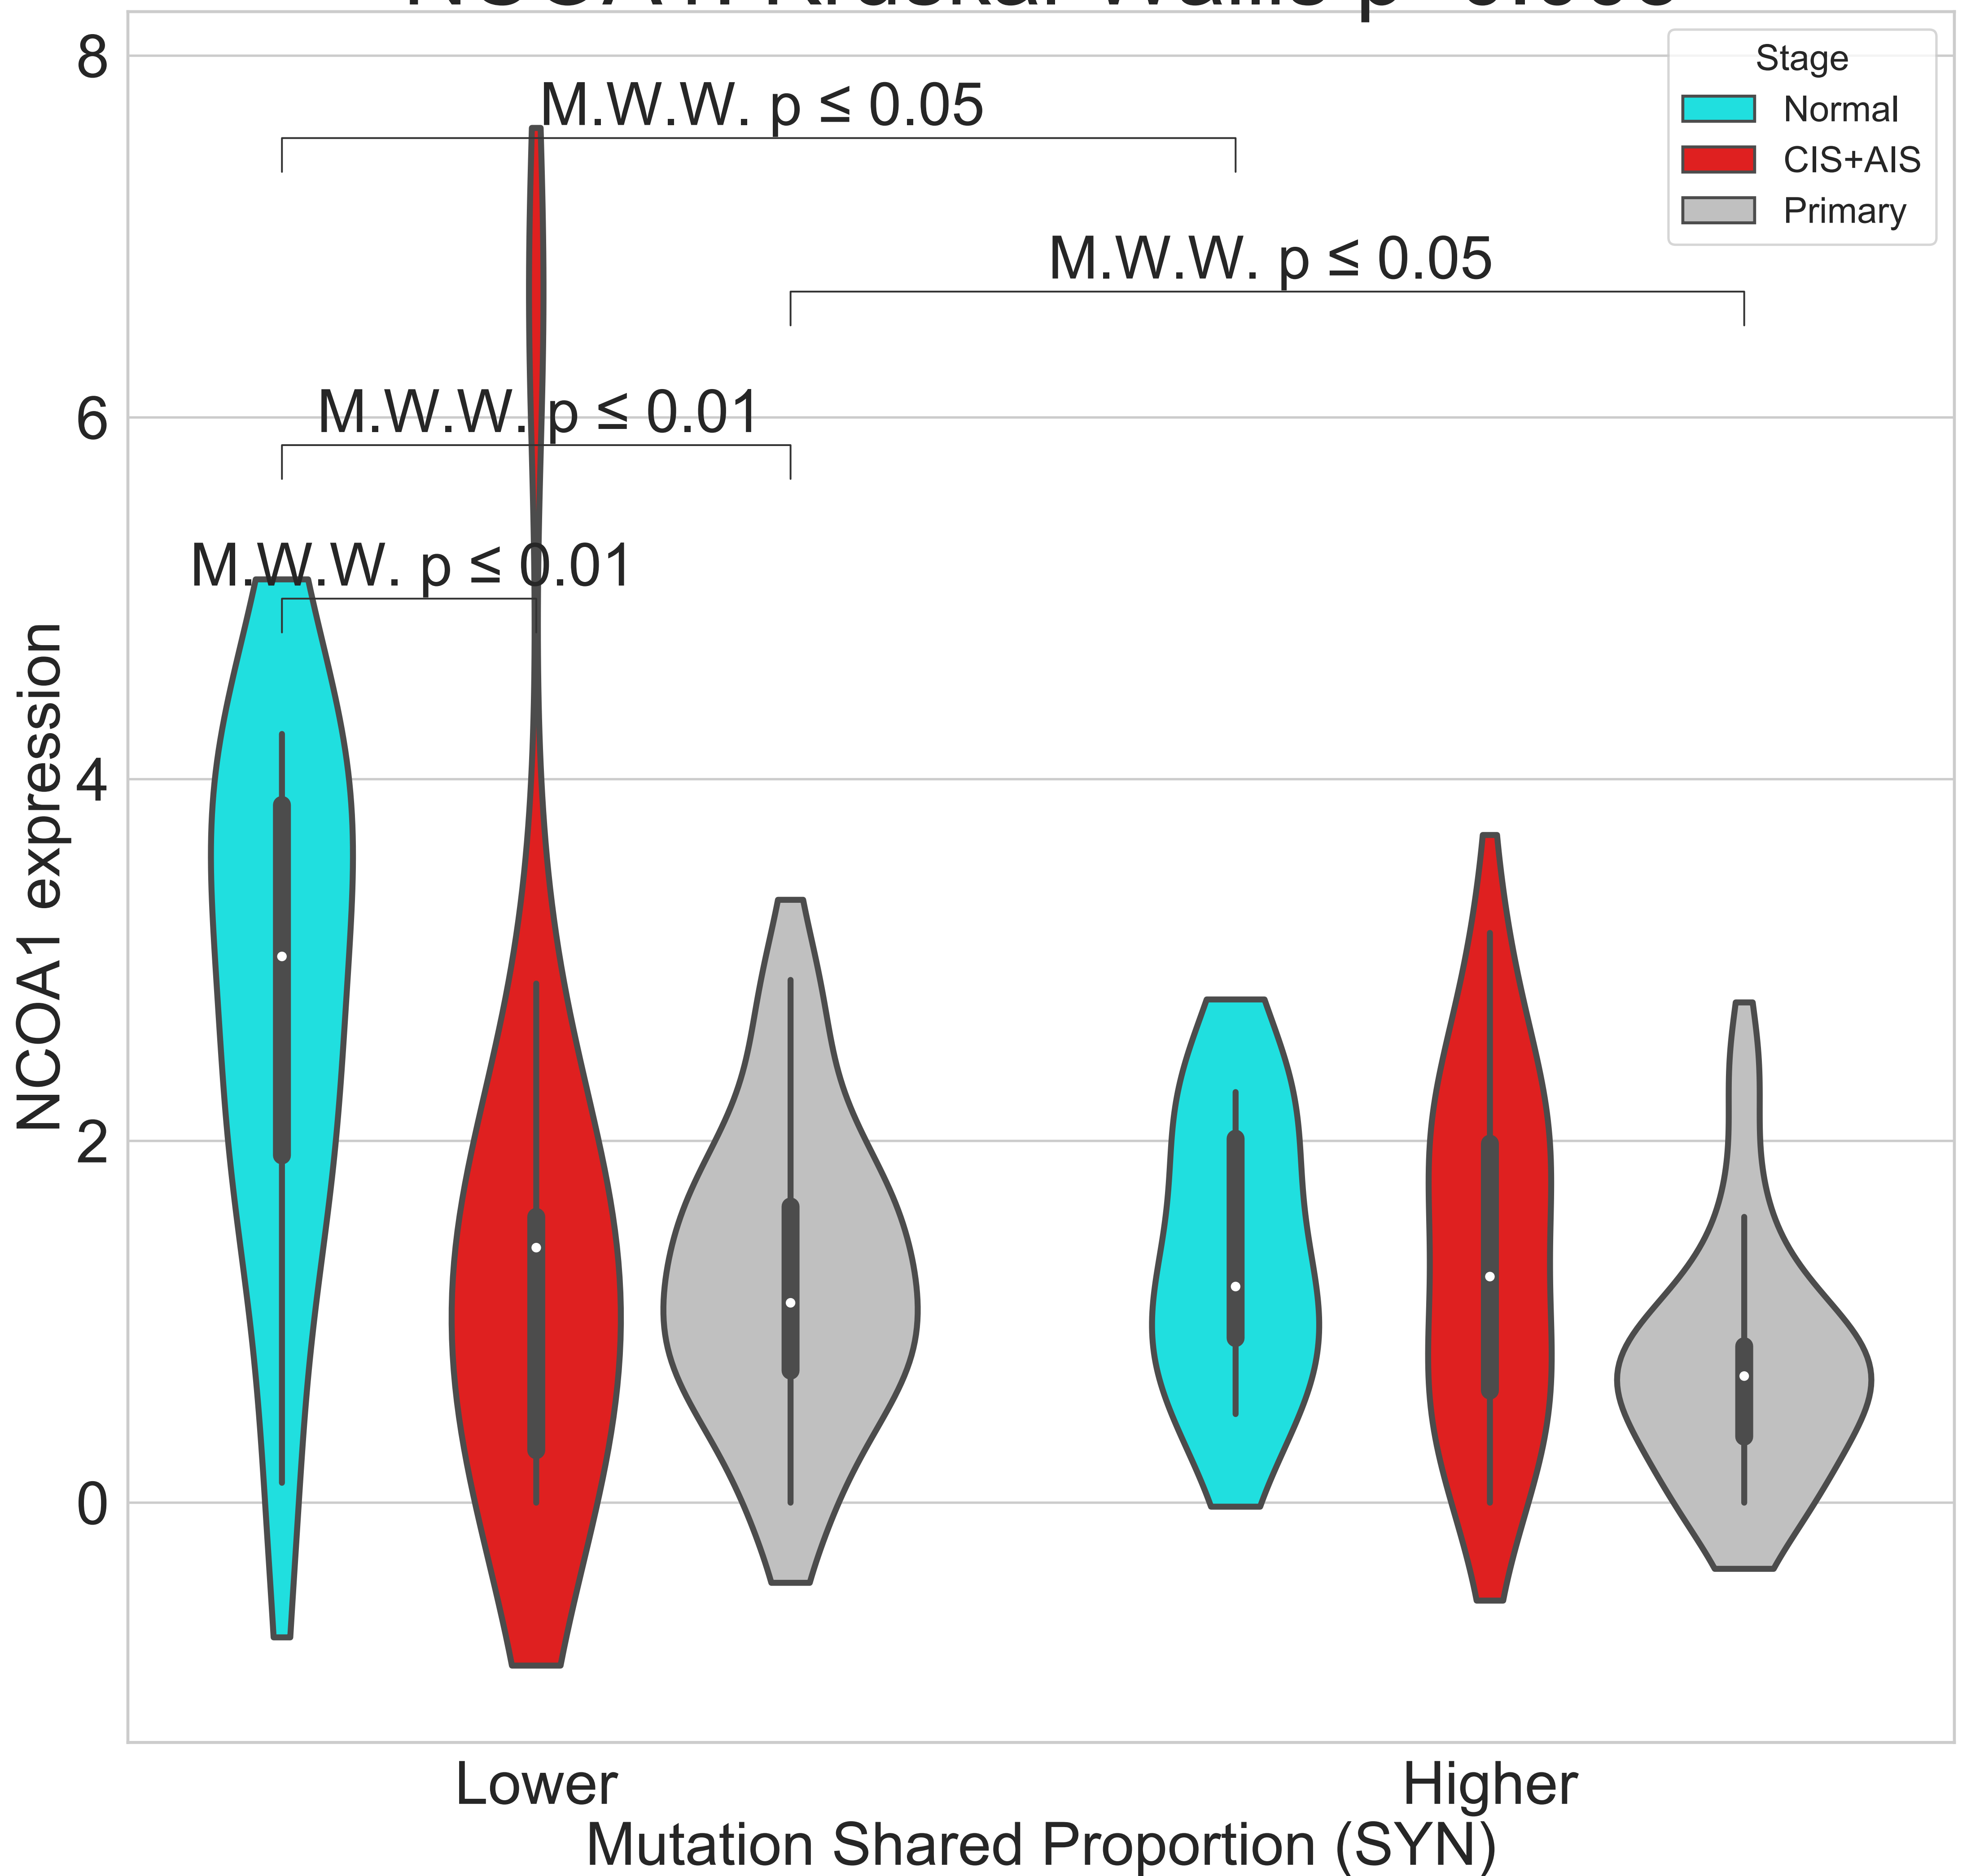 8
Stage
Normal
CIS+AIS
Primary
M.W.W. p ≤ 0.05
M.W.W. p ≤ 0.05
6
M.W.W. p ≤ 0.01
M.W.W. p ≤ 0.01
4
2
0
NCOA1 expression
Lower
Higher
Mutation Shared Proportion (SYN)